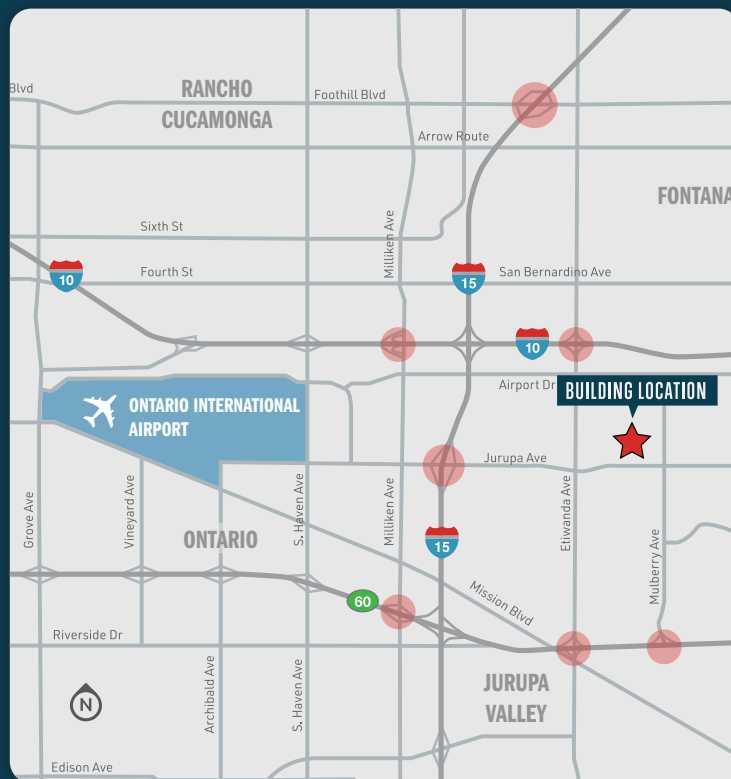 RANCHO
CUCAMONGA
Blvd
Foothill Blvd
Arrow Route
FONTANA
Sixth St
Milliken Ave
10
Fourth St
15
San Bernardino Ave
10
Airport Dr
BUILDING LOCATION
ONTARIO INTERNATIONAL
AIRPORT
Jurupa Ave
Grove Ave
Vineyard Ave
ONTARIO
S. Haven Ave
Milliken Ave
15
Etiwanda Ave
Mulberry Ave
60
Mission Blvd
Riverside Dr
Archibald Ave
S. Haven Ave
JURUPA
VALLEY
N
Edison Ave